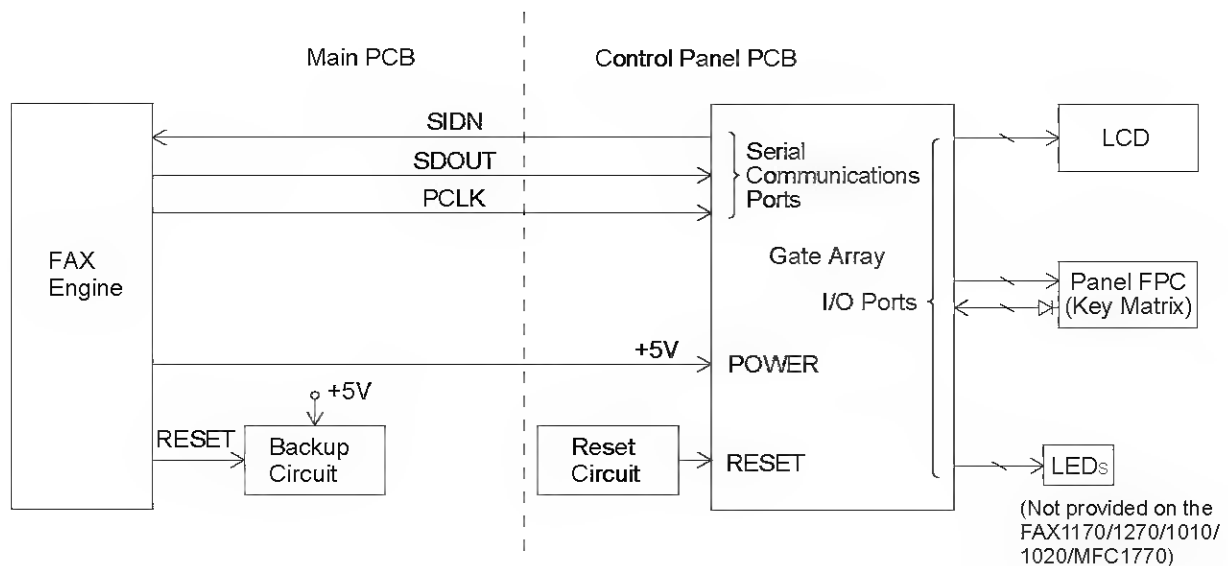 Main PCB
Control Panel PCB
SIDN
SDOUT
PCLK
Serial
Communications
Ports
LCD
FAX
Engine
Gate Array
I/O Ports
Panel FPC
(Key Matrix)
+5V
POWER
+5V
RESET
Backup
Circuit
Reset
Circuit
RESET
LEDs
(Not provided on the
FAX1170/1270/1010/
1020/MFC1770)